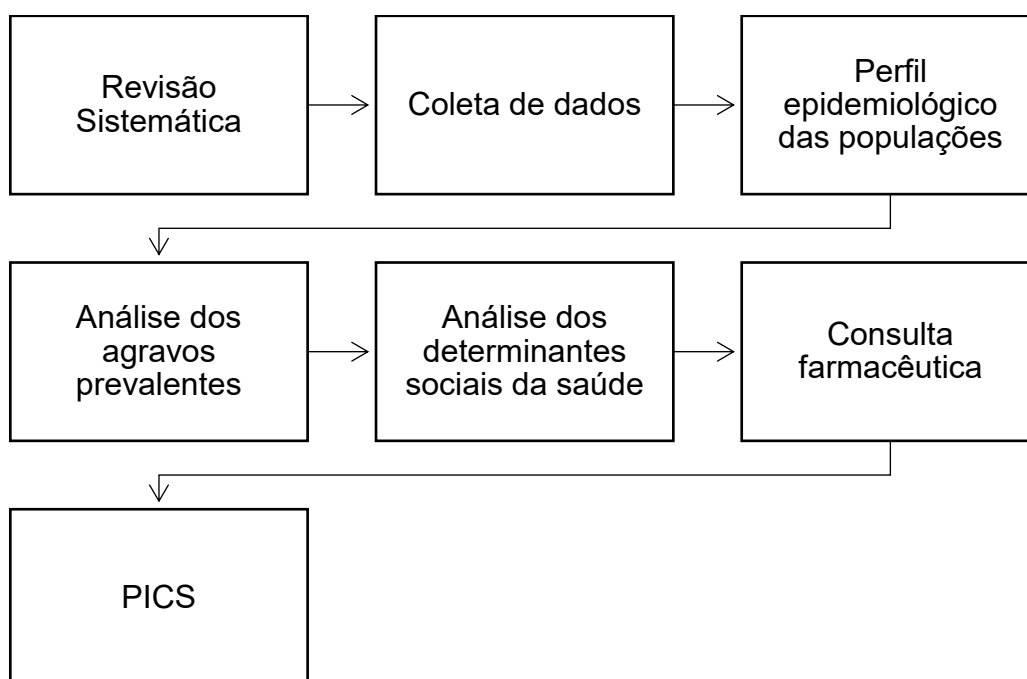 Revisão
Sistemática
Coleta de dados
Perfil
epidemiológico
das populações
Análise dos
agravos
prevalentes
Análise dos
determinantes
sociais da saúde
Consulta
farmacêutica
PICS